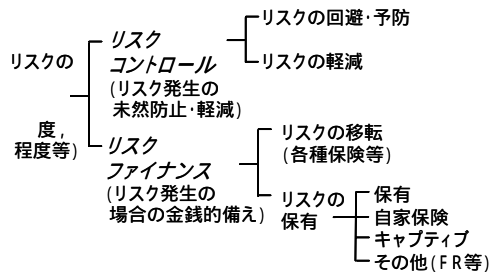 リスクの
度,
程度等)
リスク
コントロール
(リスク発生の
未然防止・軽減)
リスクの回避・予防
リスクの軽減
リスク
ファイナンス
(リスク発生の
場合の金銭的備え)
リスクの移転
(各種保険等)
リスクの
保有
保有
自家保険
キャプティブ
その他(FR等)